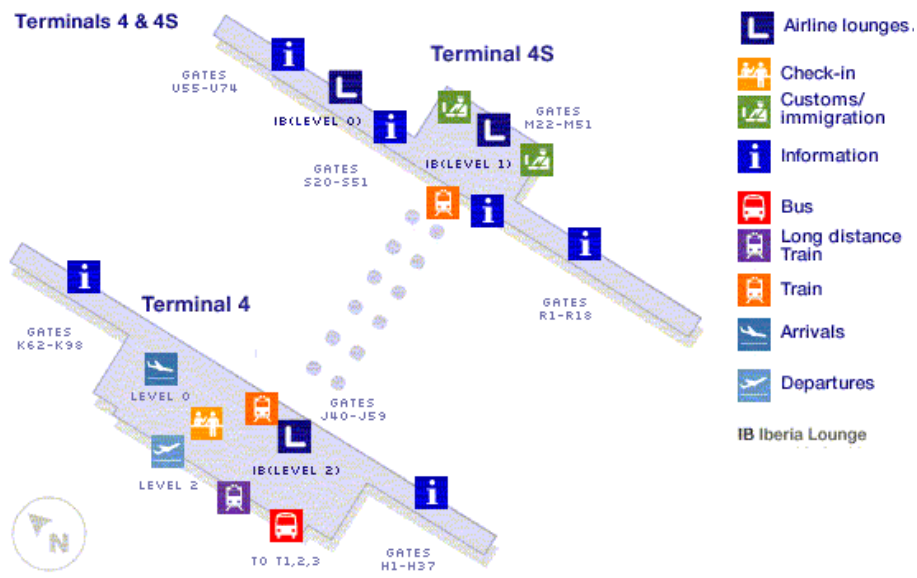 Terminals 4 & 4S
Terminal 4S
GATES
U55-U74
IB(LEVEL 0)
GATES
M22-M51
IB(LEVEL 1)
GATES
S20-S51
GATES
R1-R18
Terminal 4
GATES
K62-K98
LEVEL 0
GATES
J40-J59
IB(LEVEL 2)
LEVEL 2
TO T1,2,3
GATES
H1-H37
N
Airline lounges.
Check-in
Customs/
immigration
Information
Bus
Long distance
Train
Train
Arrivals
Departures
IB Iberia Lounge